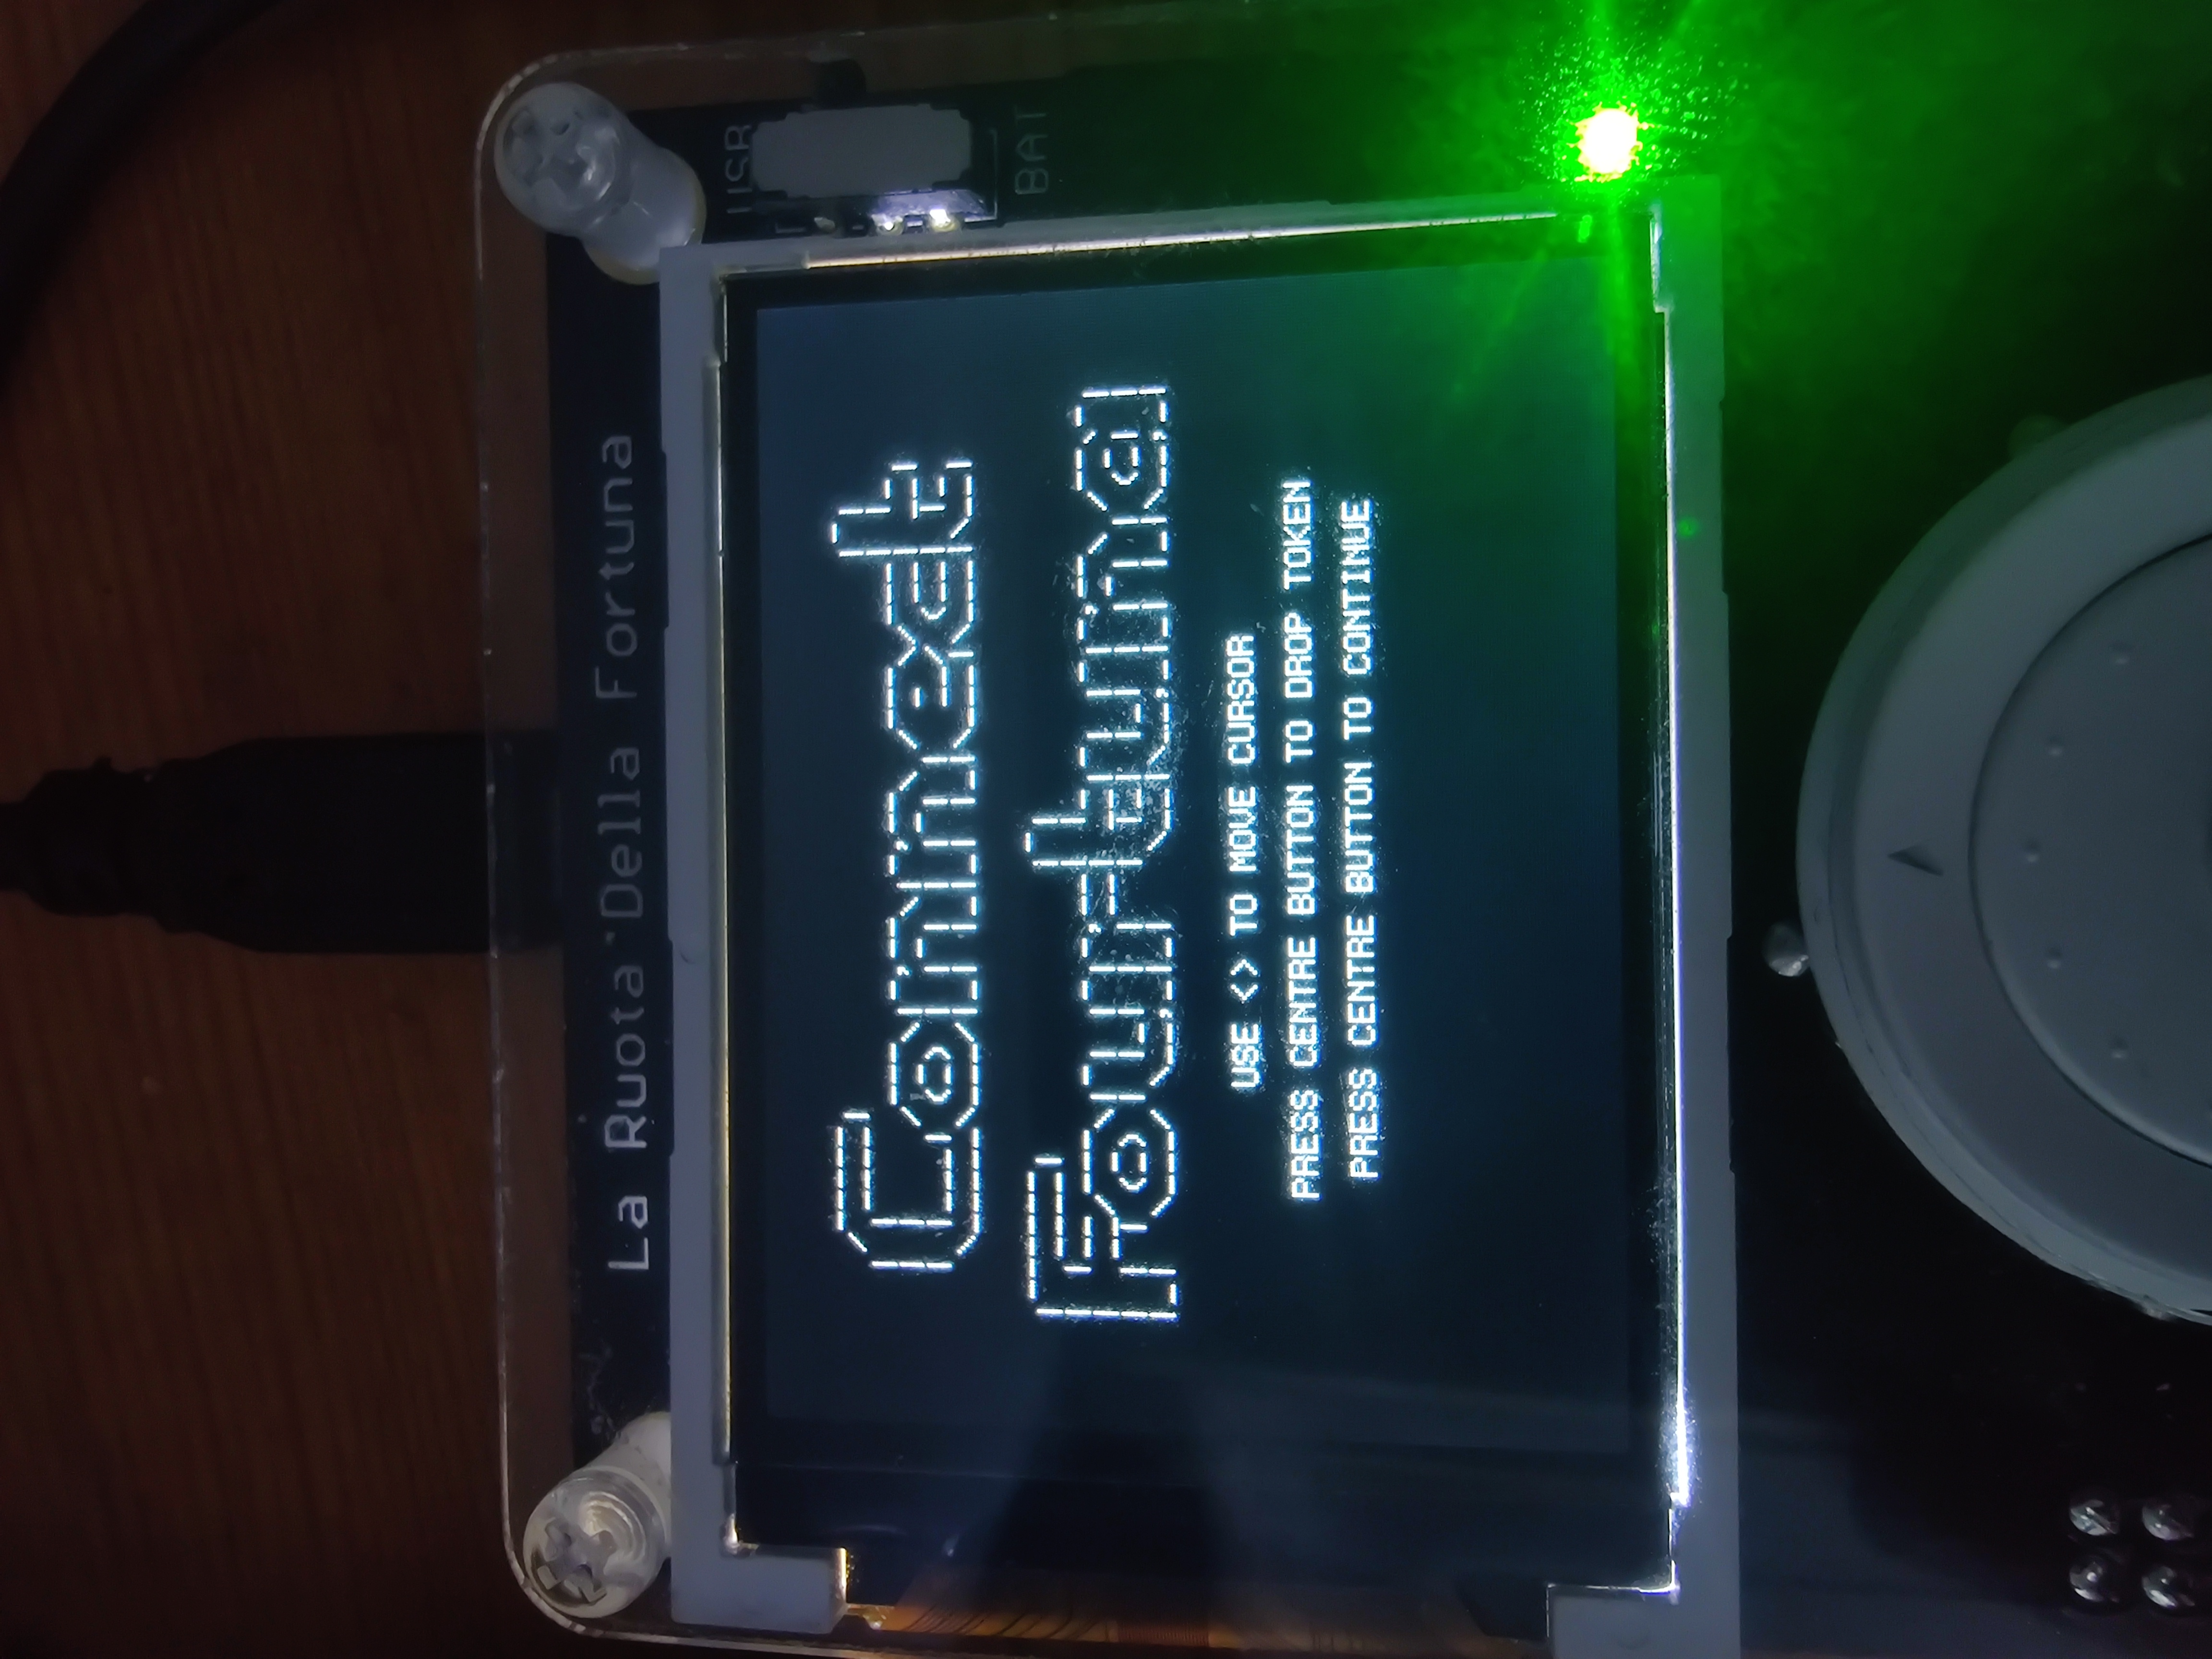 La Ruota Della Fortuna
USB
Connect
Fourtuna
BAT
USE <> TO MOVE CURSOR
PRESS CENTRE BUTTON TO DROP TOKEN
PRESS CENTRE BUTTON TO CONTINUE